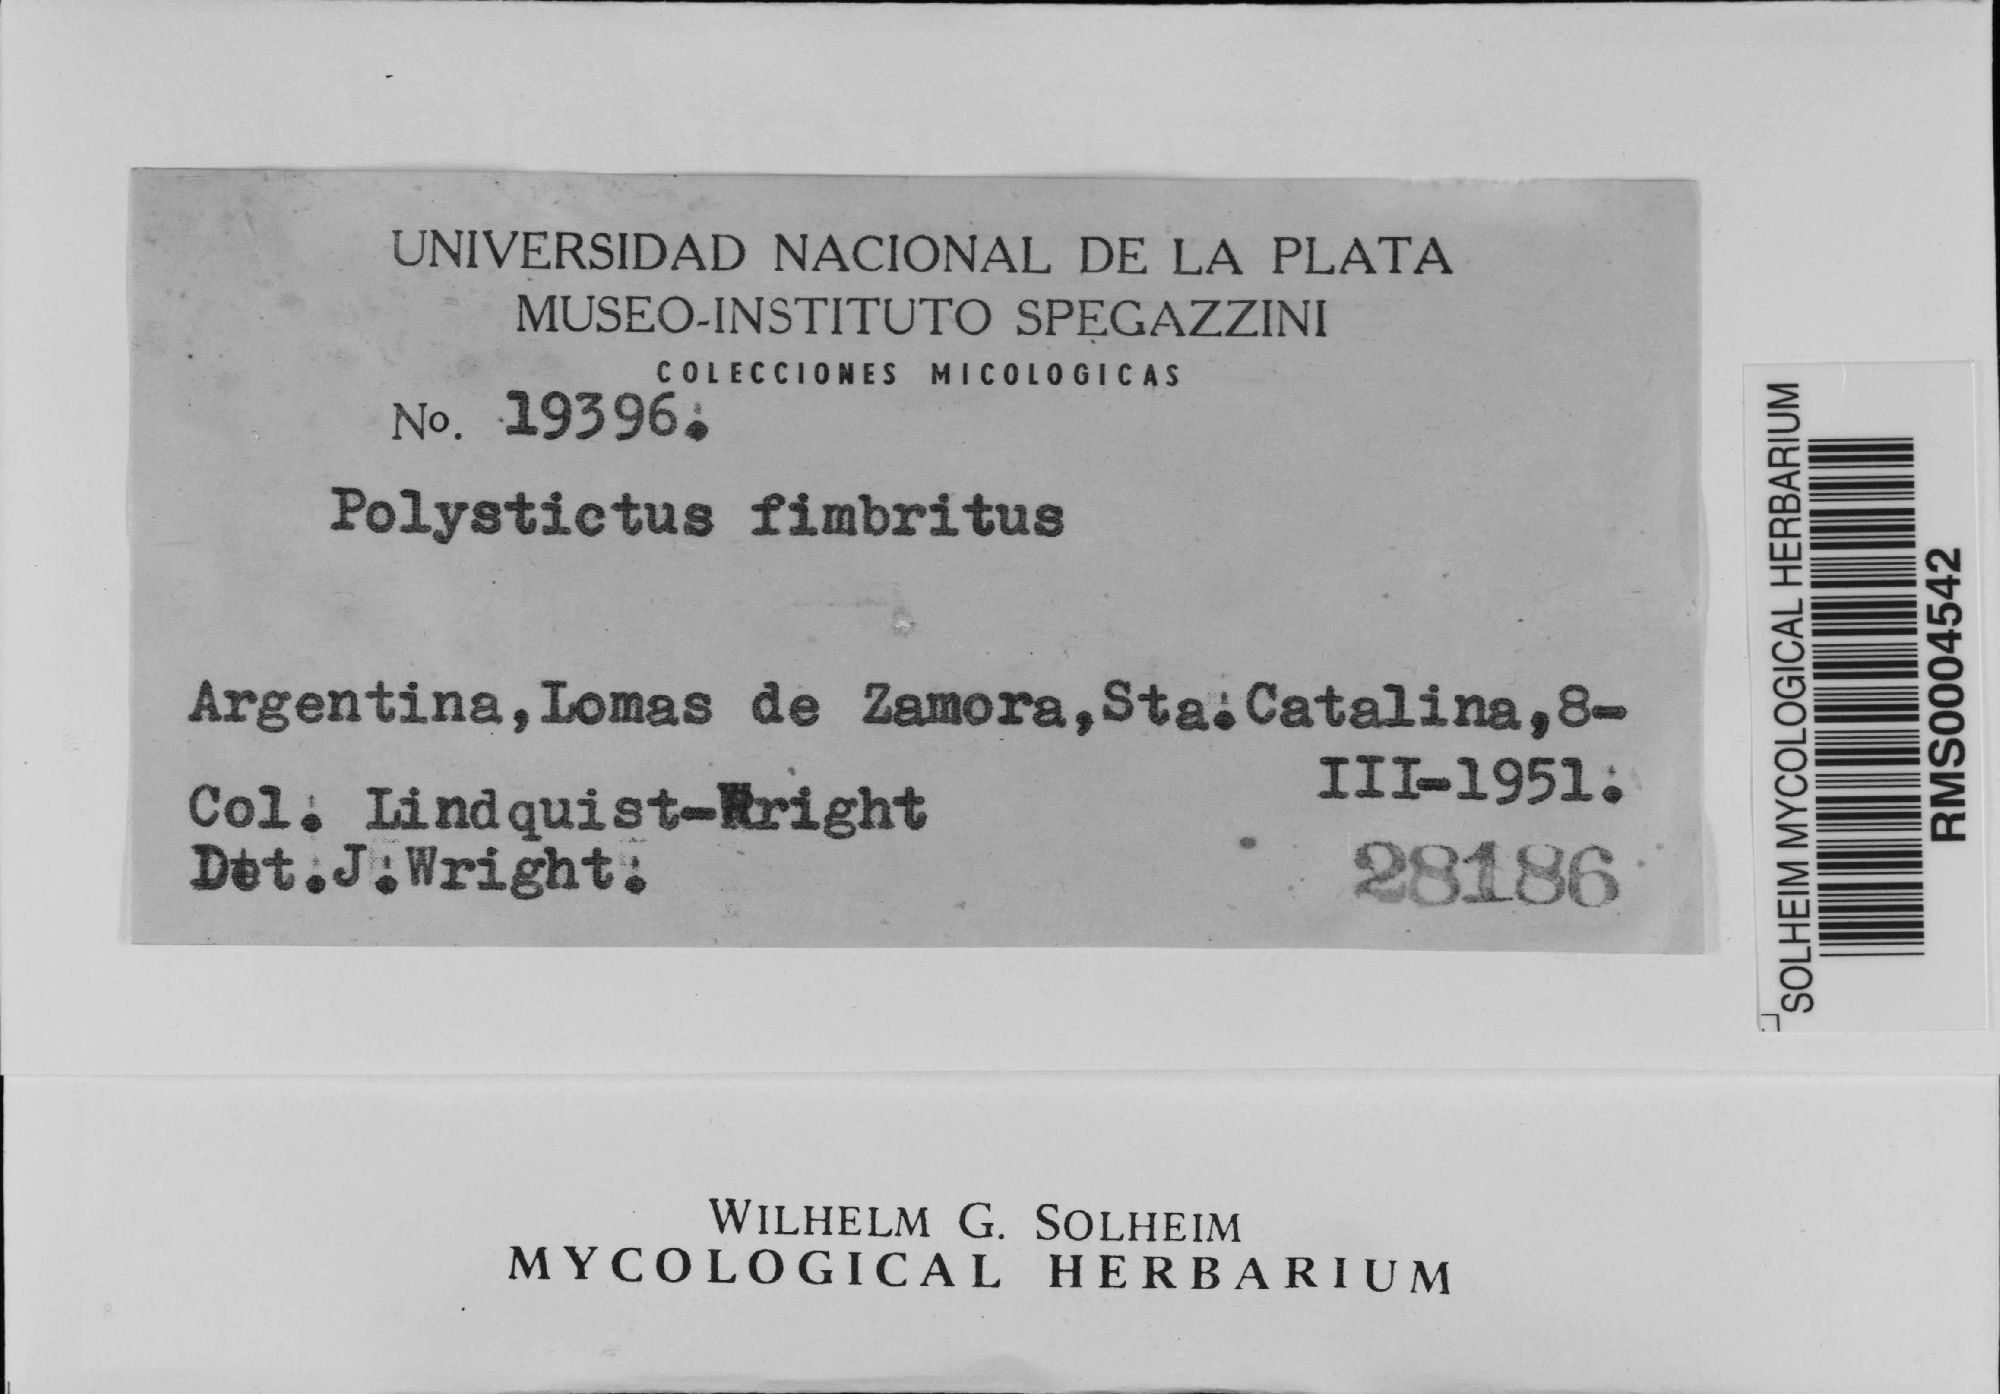 UNIVERSIDAD NACIONAL DE LA PLATA
MUSEO-INSTITUTO SPEGAZZINI
COLECCIONES MICOLOGICAS
No. 19396.
Polystictus fimbritus
Argentina, Lomas de Zamora, Sta. Catalina, 8-
III-1951.
Col. Lindquist-Wright
Det. J. Wright.
28186
SOLHEIM MYCOLOGICAL HERBARIUM
RMS0004542
WILHELM G. SOLHEIM
MYCOLOGICAL HERBARIUM